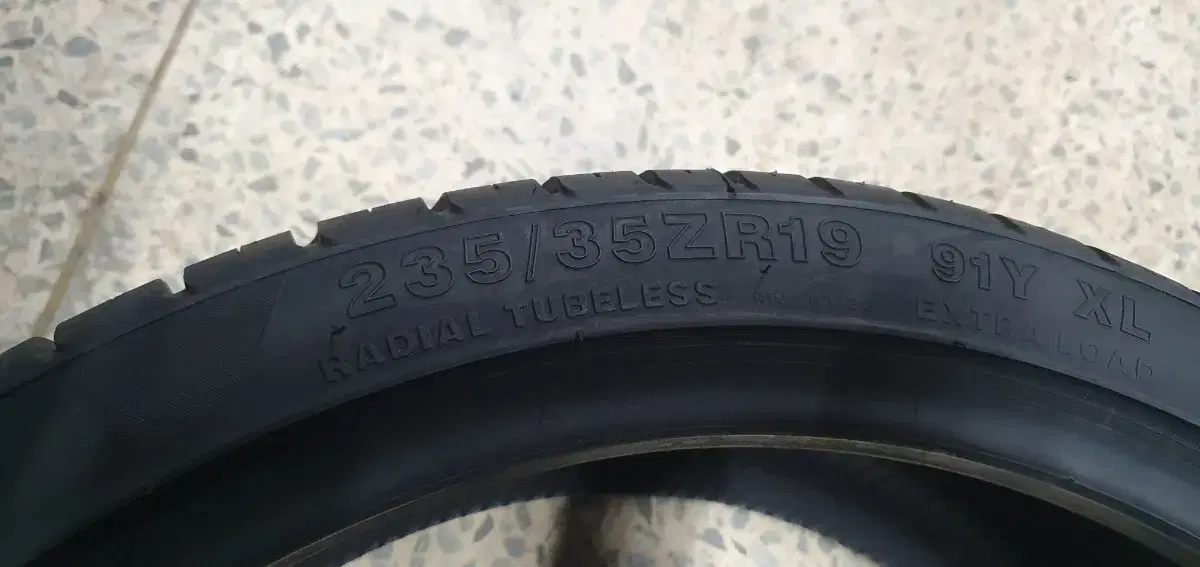 235/35ZR19 91Y XL
RADIAL TUBELESS EXTRA LOAD